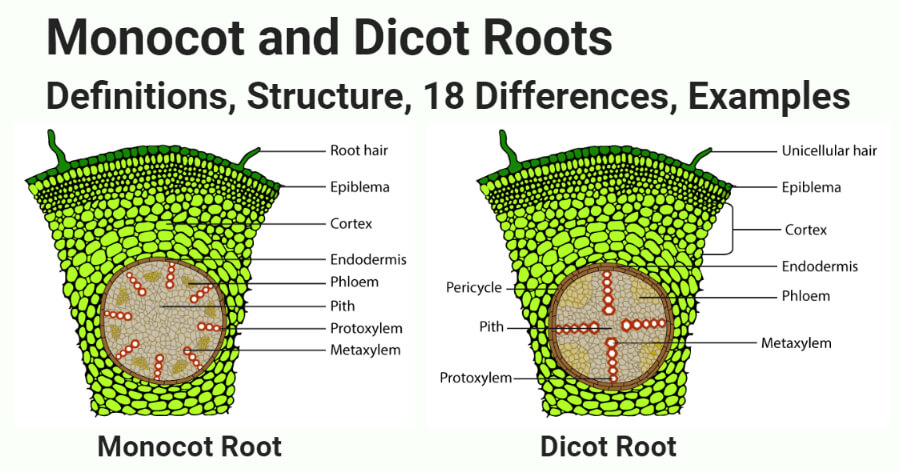 Monocot and Dicot Roots
Definitions, Structure, 18 Differences, Examples
Root hair
Epiblema
Cortex
Endodermis
Phloem
Pith
Protoxylem
Metaxylem
Monocot Root
Unicellular hair
Epiblema
Cortex
Endodermis
Pericycle
Phloem
Pith
Metaxylem
Protoxylem
Dicot Root